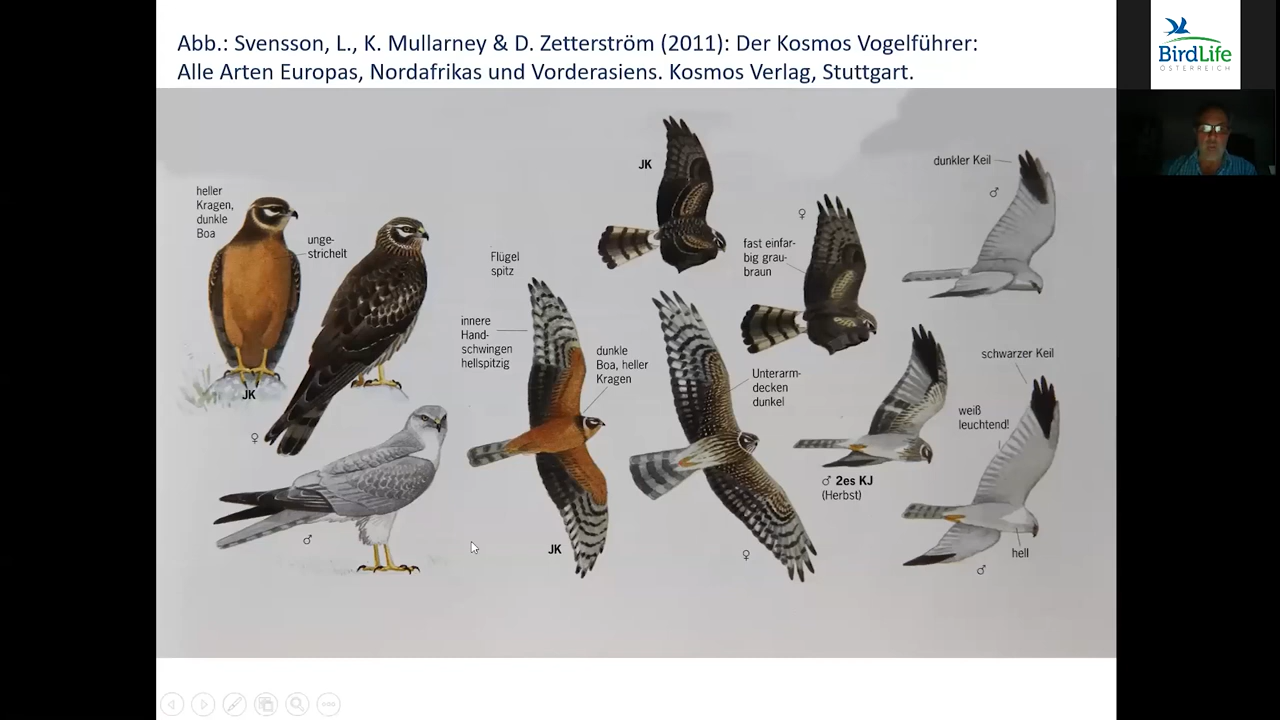 Abb.: Svensson, L., K. Mullarney & D. Zetterström (2011): Der Kosmos Vogelführer:
Alle Arten Europas, Nordafrikas und Vorderasiens. Kosmos Verlag, Stuttgart.
BirdLife
ÖSTERREICH
heller
Kragen,
dunkle
Boa
unge-
strichelt
JK
♀
♂
Flügel
spitz
innere
Hand-
schwingen
hellspitzig
dunkle
Boa, heller
Kragen
JK
JK
♀
fast einfar-
big grau-
braun
Unterarm-
decken
dunkel
♀
♂ 2es KJ
(Herbst)
dunkler Keil
♂
schwarzer Keil
weiß
leuchtend!
hell
♂